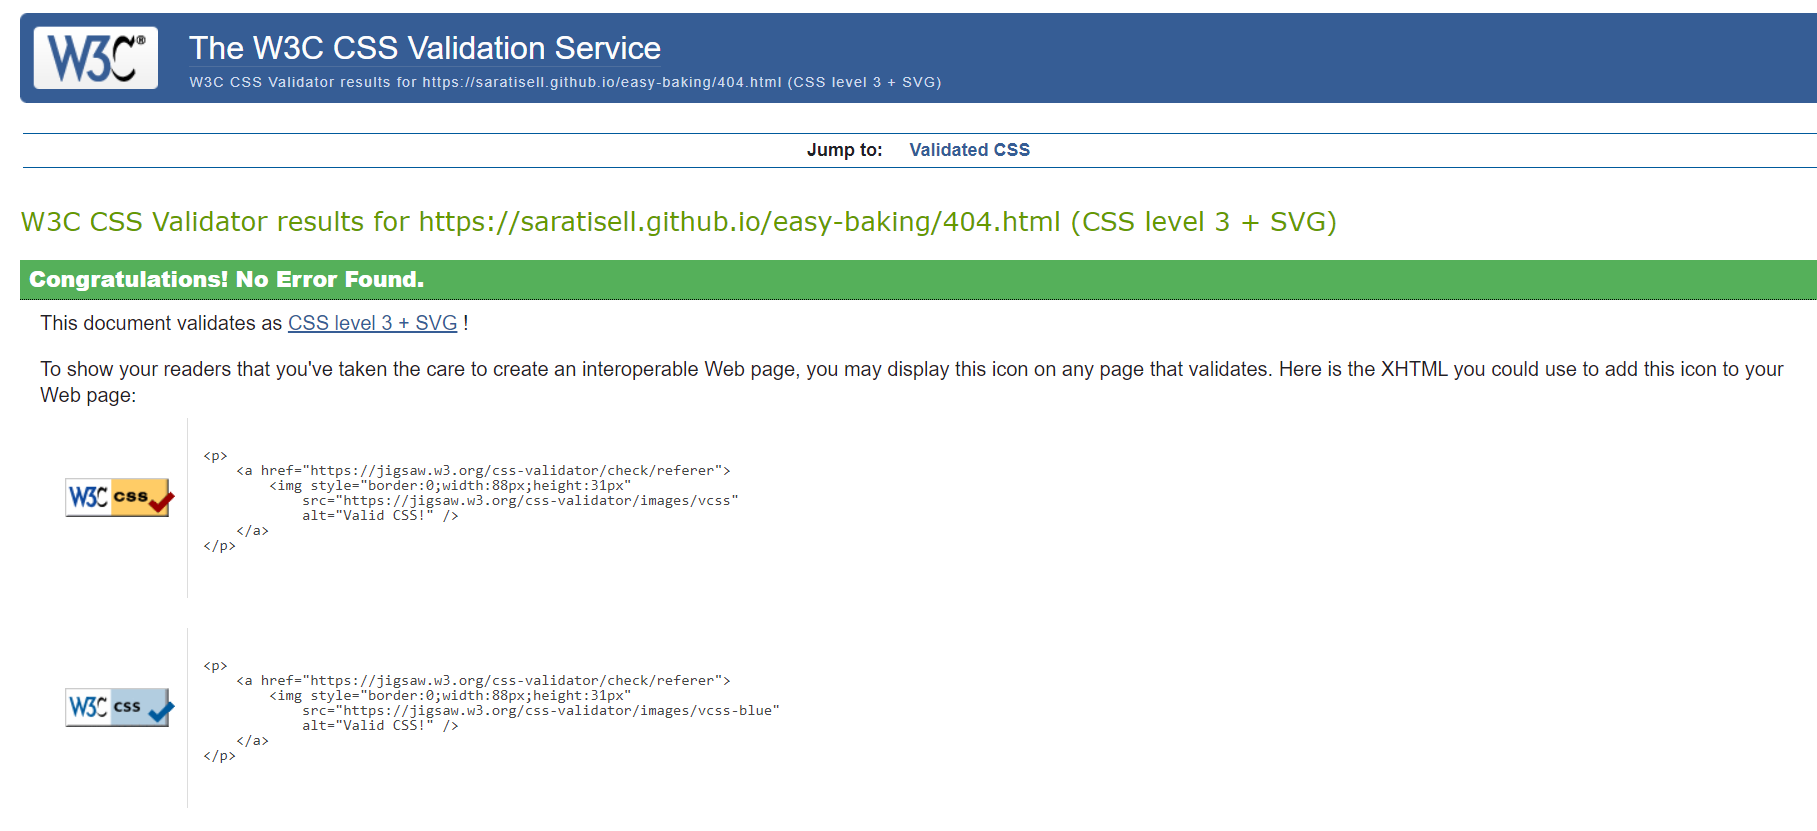 W3C®
The W3C CSS Validation Service
W3C CSS Validator results for https://saratisell.github.io/easy-baking/404.html (CSS level 3 + SVG)
Jump to: Validated CSS
W3C CSS Validator results for https://saratisell.github.io/easy-baking/404.html (CSS level 3 + SVG)
Congratulations! No Error Found.
This document validates as CSS level 3 + SVG !
To show your readers that you've taken the care to create an interoperable Web page, you may display this icon on any page that validates. Here is the XHTML you could use to add this icon to your
Web page:
W3C css
<p>
<a href="https://jigsaw.w3.org/css-validator/check/referer">
<img style="border:0;width:88px;height:31px"
src="https://jigsaw.w3.org/css-validator/images/vcss"
alt="Valid CSS!" />
</a>
</p>
W3C css
<p>
<a href="https://jigsaw.w3.org/css-validator/check/referer">
<img style="border:0;width:88px;height:31px"
src="https://jigsaw.w3.org/css-validator/images/vcss-blue"
alt="Valid CSS!" />
</a>
</p>